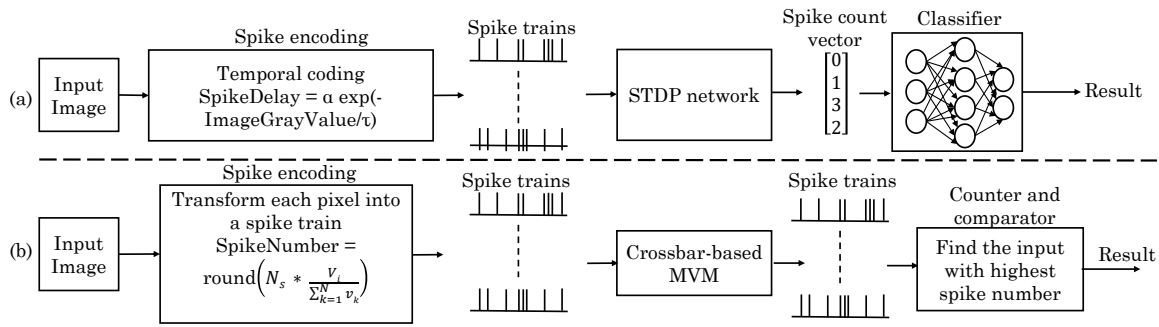 (a)
Input
Image
Spike encoding
Temporal coding
SpikeDelay = α exp(-
ImageGrayValue/τ)
Spike trains
STDP network
Spike count
vector
[0
1
3
2]
Classifier
Result
(b)
Input
Image
Spike encoding
Transform each pixel into
a spike train
SpikeNumber =
round(N_s * V_i / ∑_{k=1}^{N} v_k)
Spike trains
Crossbar-based
MVM
Spike trains
Counter and
comparator
Find the input
with highest
spike number
Result